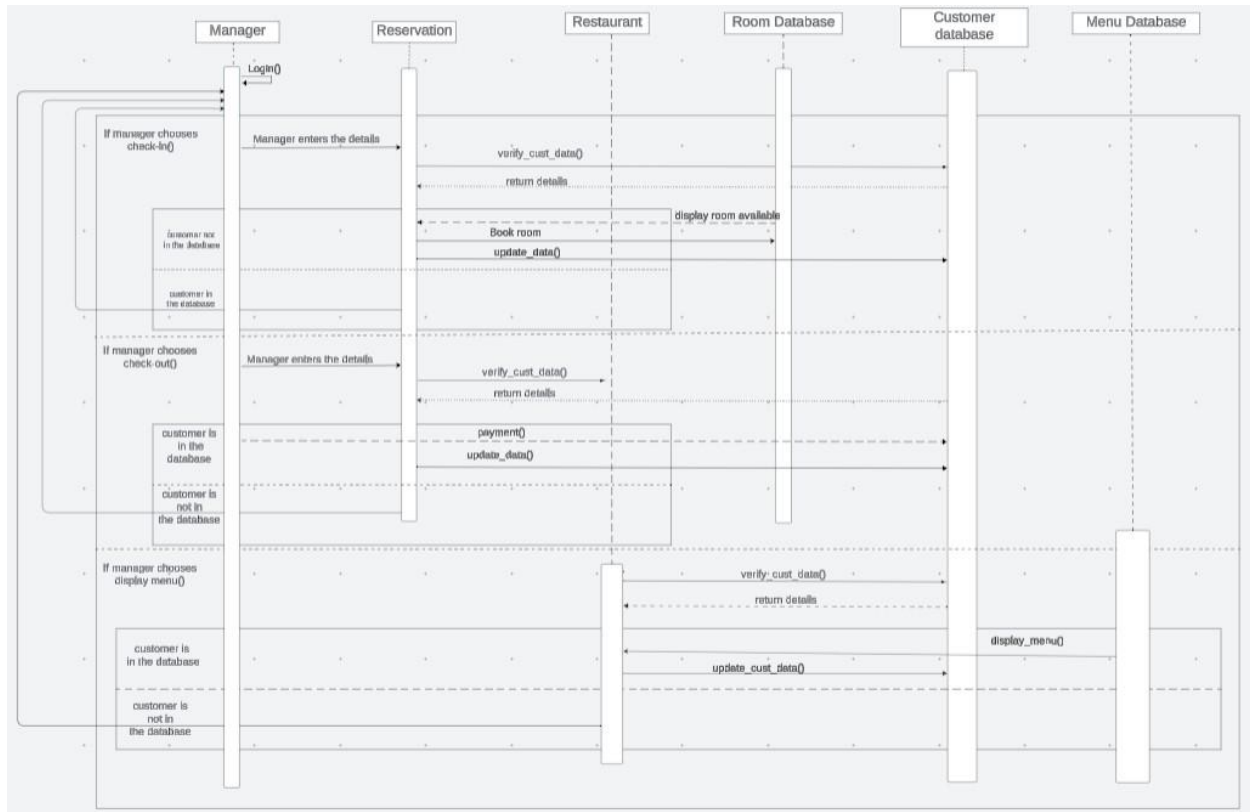 Manager
Reservation
Restaurant
Room Database
Customer
database
Menu Database
LogIn()
If manager chooses
check-in()
Manager enters the details
verify_cust_data()
return details
display room available
not
in the database
Book room
update_data()
customer in
the database
If manager chooses
check-out()
Manager enters the details
verify_cust_data()
return details
customer is
in the
database
payment()
update_data()
customer is
not in
the database
If manager chooses
display menu()
verify_cust_data()
return details
customer is
in the database
display_menu()
update_cust_data()
customer is
not in
the database